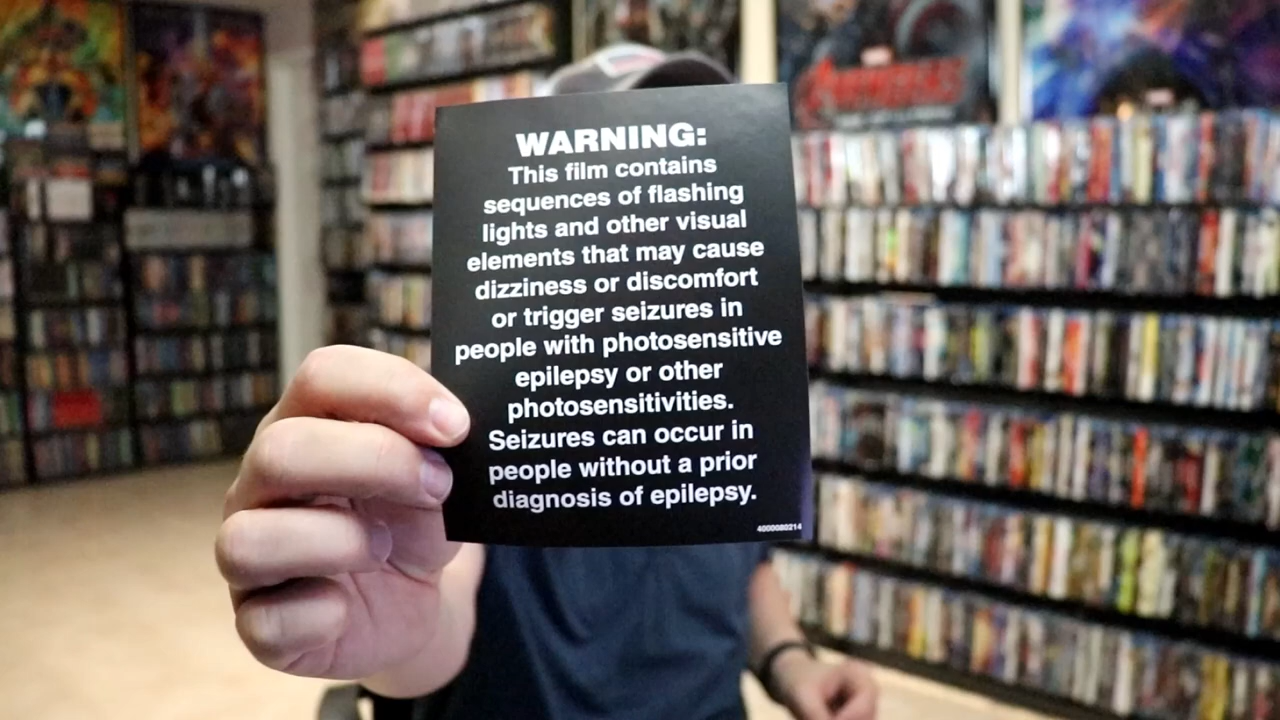 WARNING:
This film contains
sequences of flashing
lights and other visual
elements that may cause
dizziness or discomfort
or trigger seizures in
people with photosensitive
epilepsy or other
photosensitivities.
Seizures can occur in
people without a prior
diagnosis of epilepsy.
4000080214
MARVEL
AVENGERS